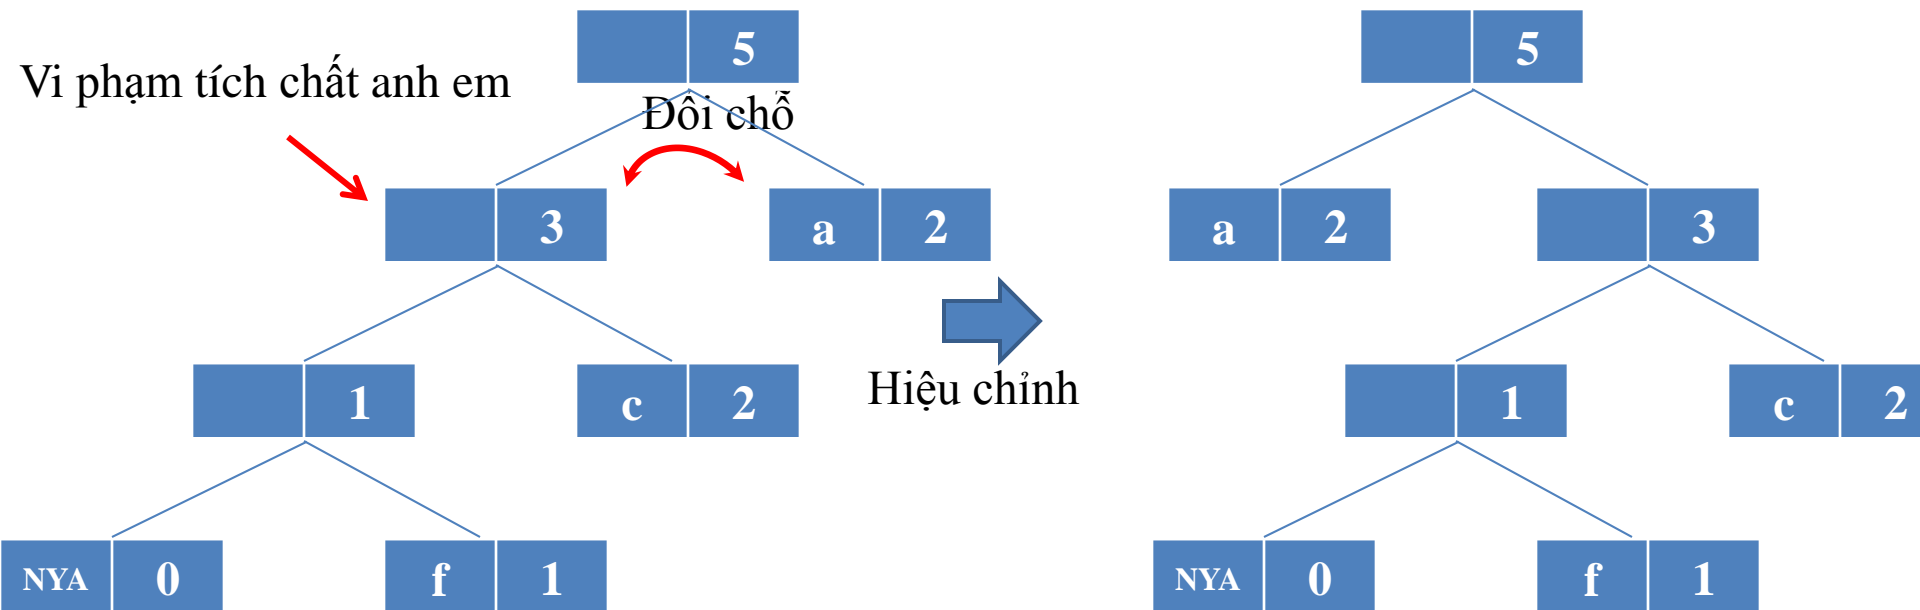 5
Vi phạm tích chất anh em
Đổi chỗ
3
a 2
1
c 2
NYA 0
f 1
Hiệu chỉnh
5
a 2
3
1
c 2
NYA 0
f 1